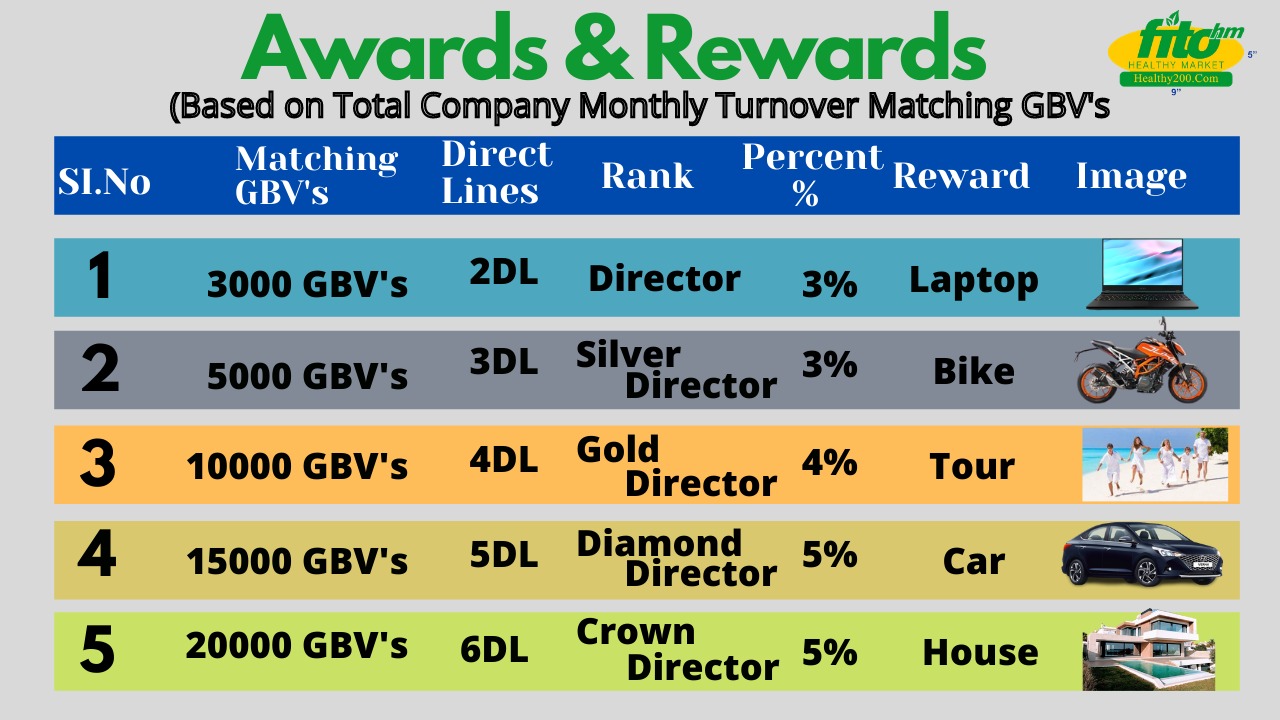 Awards & Rewards
fito hm
HEALTHY MARKET
Healthy200.Com
5"
9"
(Based on Total Company Monthly Turnover Matching GBV's
SI.No
Matching
GBV's
Direct
Lines
Rank
Percent
%
Reward
Image
1
3000 GBV's
2DL
Director
3%
Laptop
2
5000 GBV's
3DL
Silver
Director
3%
Bike
3
10000 GBV's
4DL
Gold
Director
4%
Tour
4
15000 GBV's
5DL
Diamond
Director
5%
Car
5
20000 GBV's
6DL
Crown
Director
5%
House